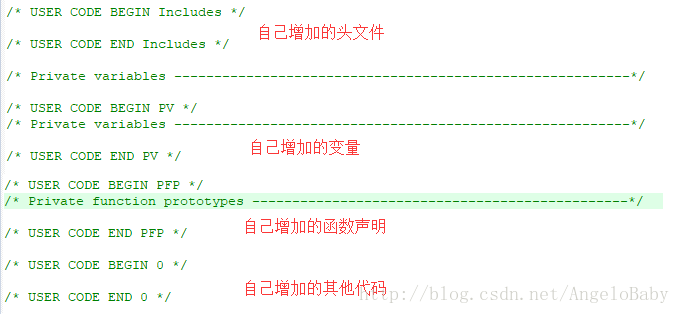 /* USER CODE BEGIN Includes */
自己增加的头文件
/* USER CODE END Includes */
/* Private variables ---------------------------------------------------------*/
/* USER CODE BEGIN PV */
/* Private variables ---------------------------------------------------------*/
自己增加的变量
/* USER CODE END PV */
/* USER CODE BEGIN PFP */
/* Private function prototypes -----------------------------------------------*/
自己增加的函数声明
/* USER CODE END PFP */
/* USER CODE BEGIN 0 */
自己增加的其他代码
http://blog.csdn.net/AngeloBaby
/* USER CODE END 0 */